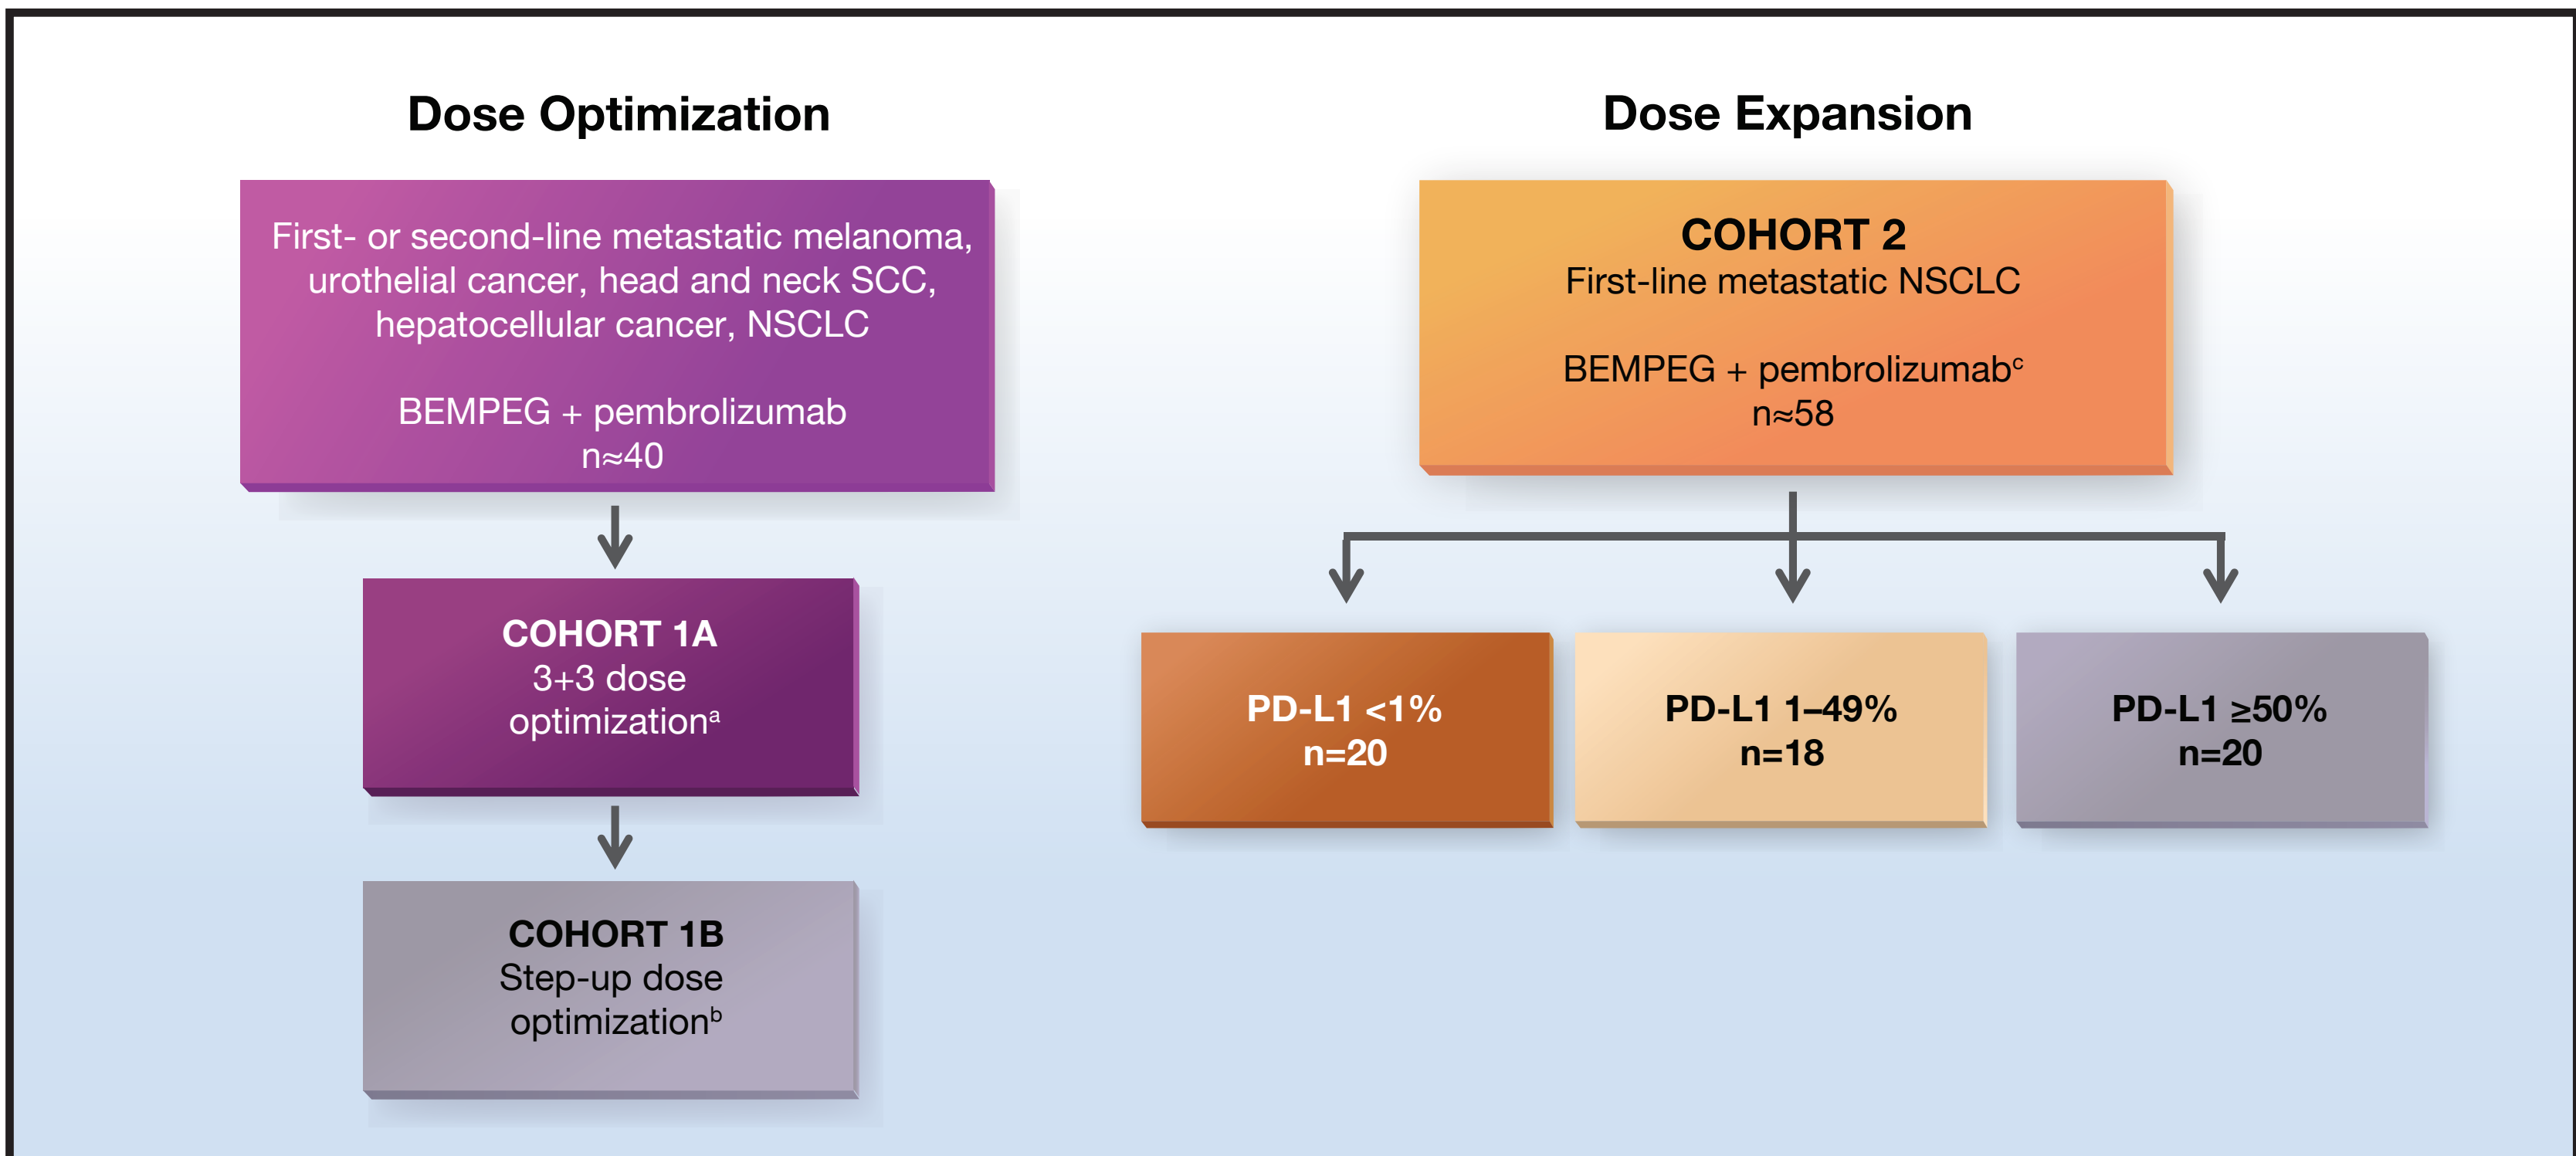 Dose Optimization
First- or second-line metastatic melanoma,
urothelial cancer, head and neck SCC,
hepatocellular cancer, NSCLC
BEMPEG + pembrolizumab
n≈40
COHORT 1A
3+3 dose
optimizationᵃ
COHORT 1B
Step-up dose
optimizationᵇ
Dose Expansion
COHORT 2
First-line metastatic NSCLC
BEMPEG + pembrolizumabᶜ
n≈58
PD-L1 <1%
n=20
PD-L1 1–49%
n=18
PD-L1 ≥50%
n=20